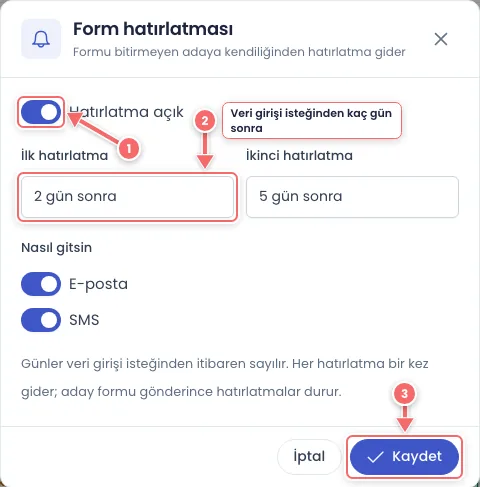 Form hatırlatması
Formu bitirmeyen adaya kendiliğinden hatırlatma gider
Hatırlatma açık
1
2
Veri girişi isteğinden kaç gün
sonra
İlk hatırlatma
İkinci hatırlatma
2 gün sonra
5 gün sonra
Nasıl gitsin
E-posta
SMS
Günler veri girişi isteğinden itibaren sayılır. Her hatırlatma bir kez
gider; aday formu gönderince hatırlatmalar durur.
3
İptal
Kaydet